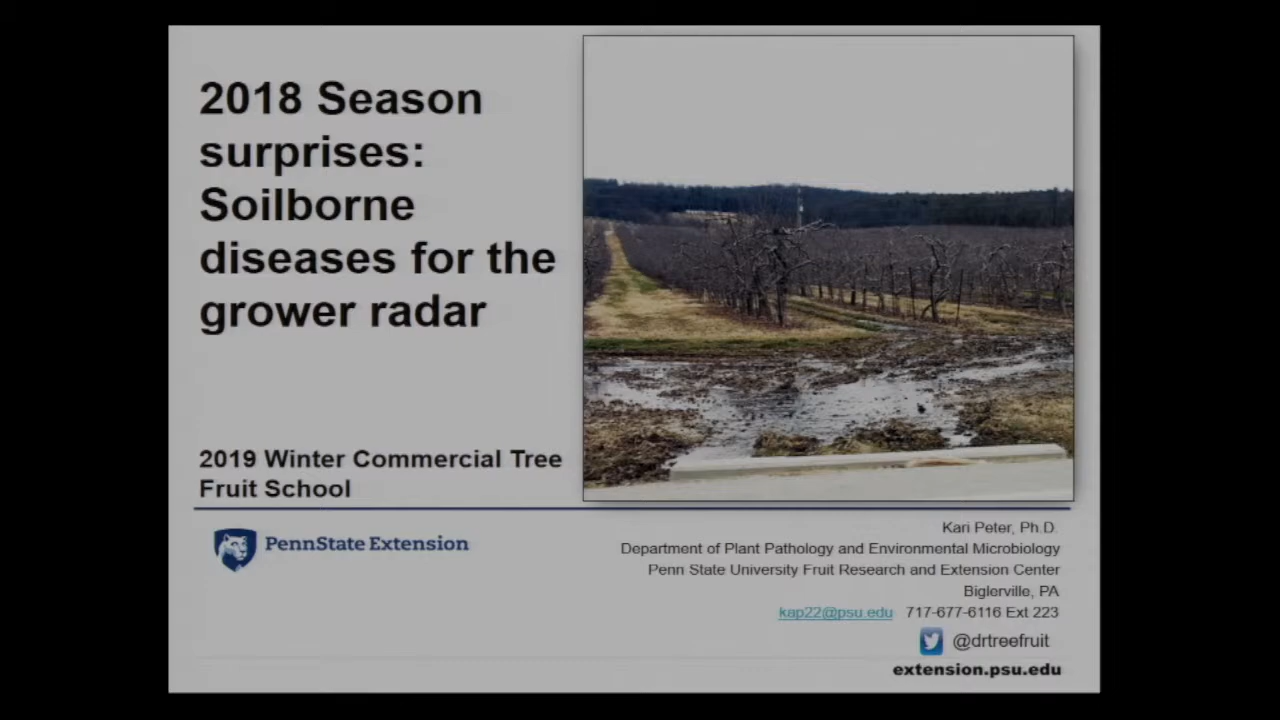 2018 Season
surprises:
Soilborne
diseases for the
grower radar
2019 Winter Commercial Tree
Fruit School
PennState Extension
Kari Peter, Ph.D.
Department of Plant Pathology and Environmental Microbiology
Penn State University Fruit Research and Extension Center
Biglerville, PA
kap22@psu.edu 717-677-6116 Ext 223
@drtreefruit
extension.psu.edu